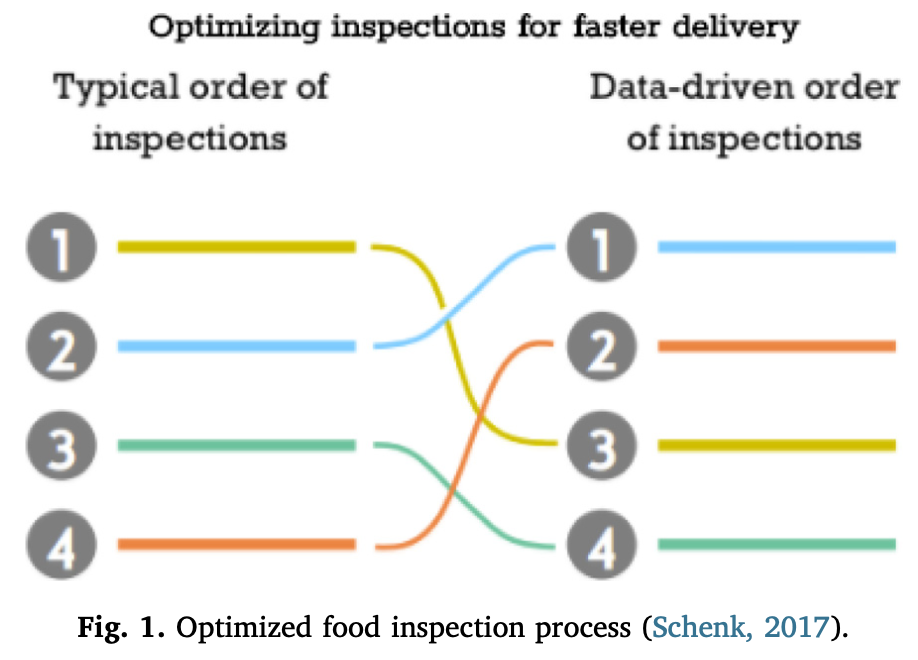 Optimizing inspections for faster delivery
Typical order of
inspections
Data-driven order
of inspections
1
1
2
2
3
3
4
4
Fig. 1. Optimized food inspection process (Schenk, 2017).